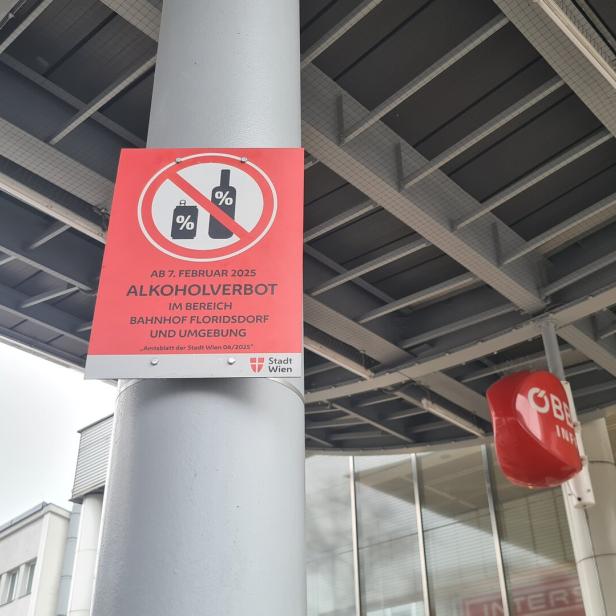 %
%
AB 7. FEBRUAR 2025
ALKOHOLVERBOT
IM BEREICH
BAHNHOF FLORIDSDORF
UND UMGEBUNG
„Amtsblatt der Stadt Wien 06/2025“
Stadt
Wien
ÖBB
INF
INTERS